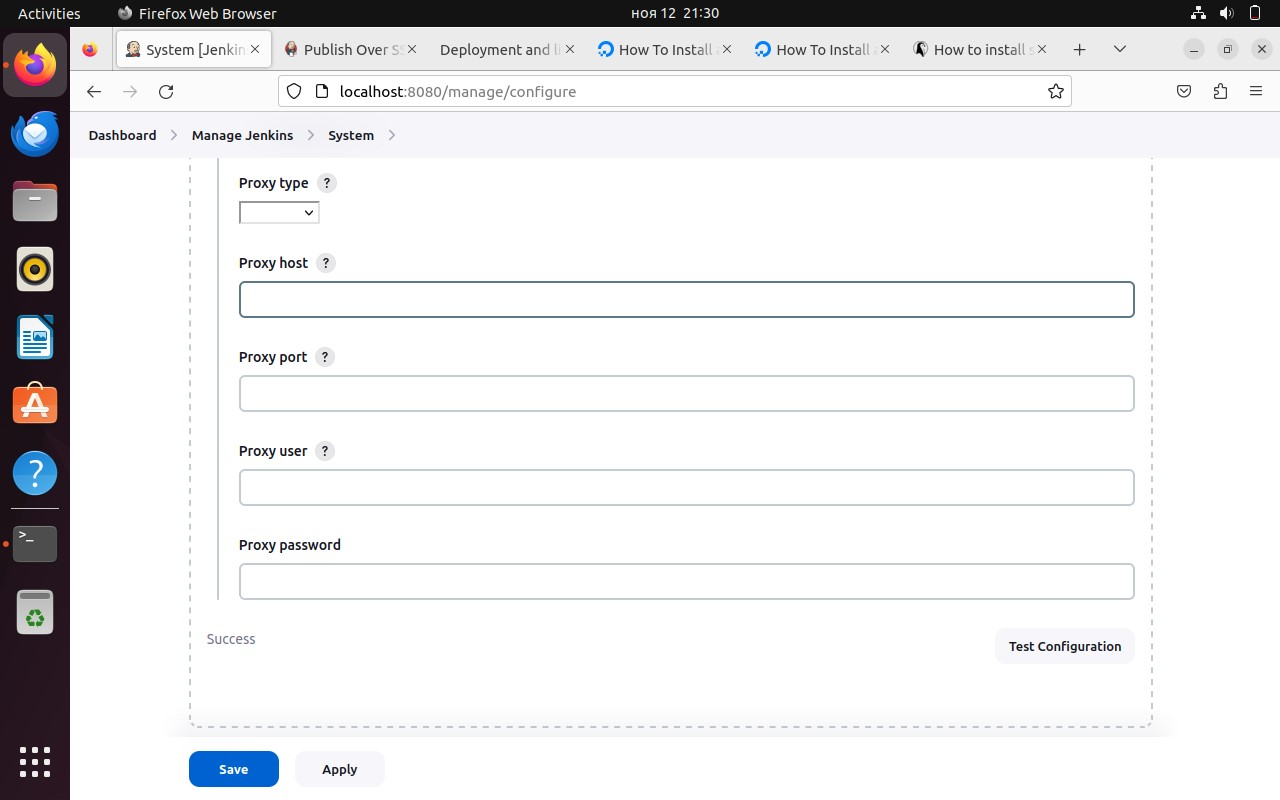 Activities
Firefox Web Browser
ноя 12 21:30
System [Jenkin
Publish Over S
Deployment and li
How To Install
How To Install
How to install s
localhost:8080/manage/configure
Dashboard
Manage Jenkins
System
Proxy type ?
Proxy host ?
Proxy port ?
Proxy user ?
Proxy password
Success
Test Configuration
Save
Apply